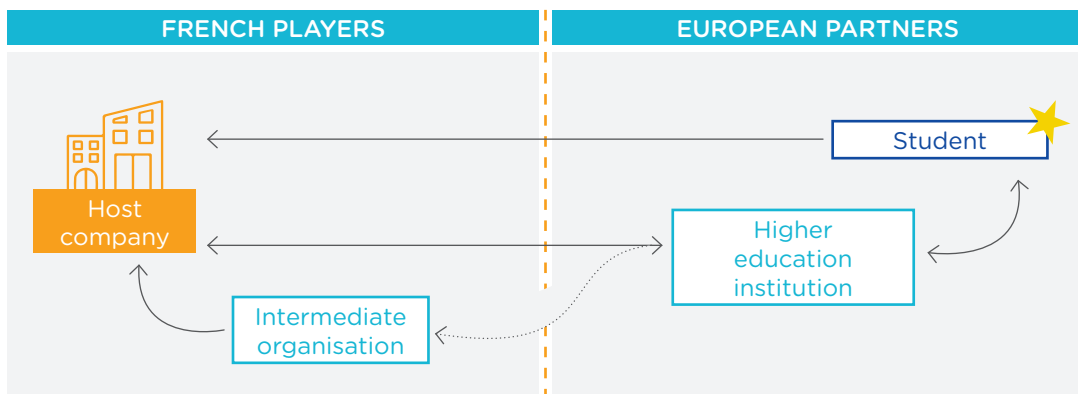 FRENCH PLAYERS
EUROPEAN PARTNERS
Student
Host
company
Higher
education
institution
Intermediate
organisation